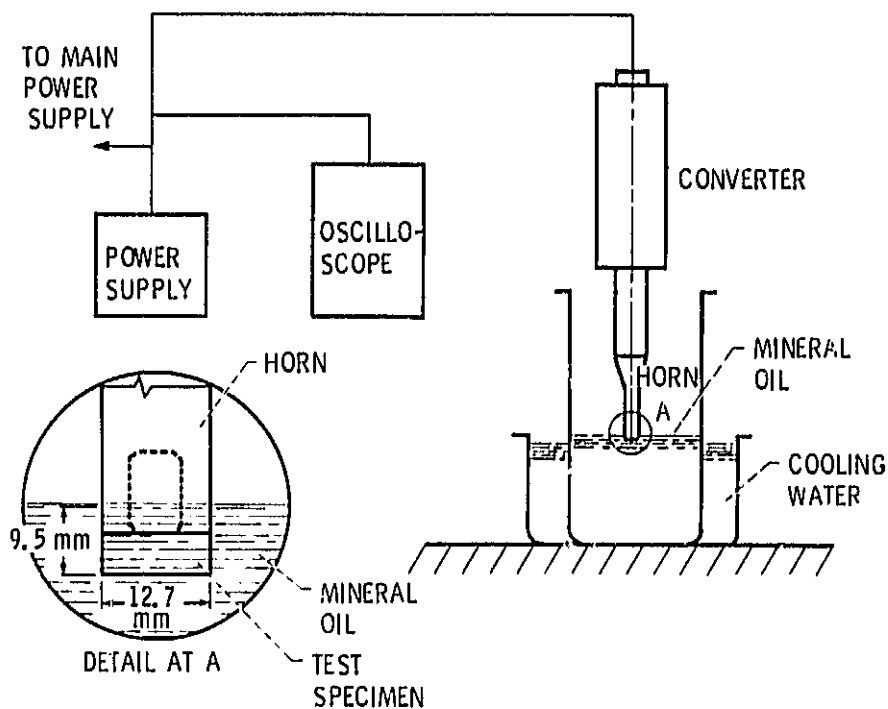 TO MAIN
POWER
SUPPLY
POWER
SUPPLY
OSCILLO-
SCOPE
CONVERTER
HORN
A
MINERAL
OIL
COOLING
WATER
HORN
9.5 mm
12.7
mm
MINERAL
OIL
TEST
SPECIMEN
DETAIL AT A